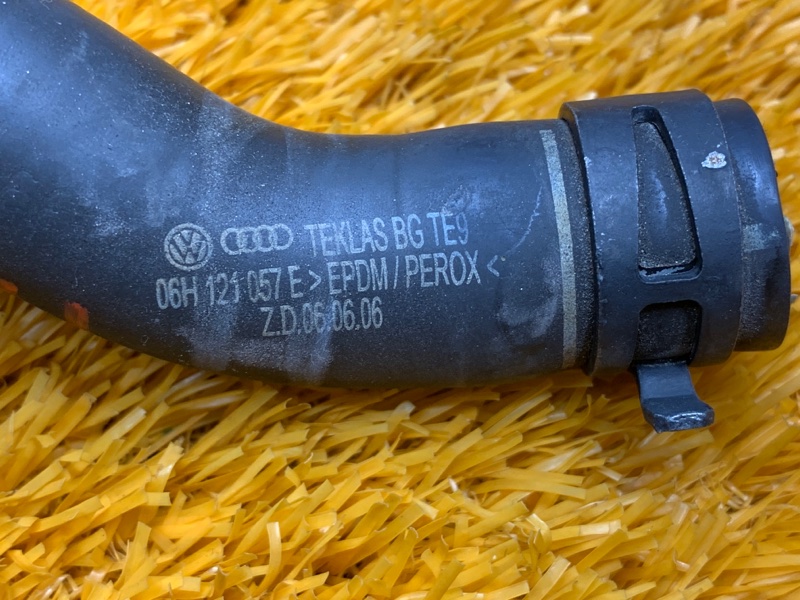 TEKLAS BG TE9
06H 121 057 E >EPDM/PEROX<
Z.D.06.06.06